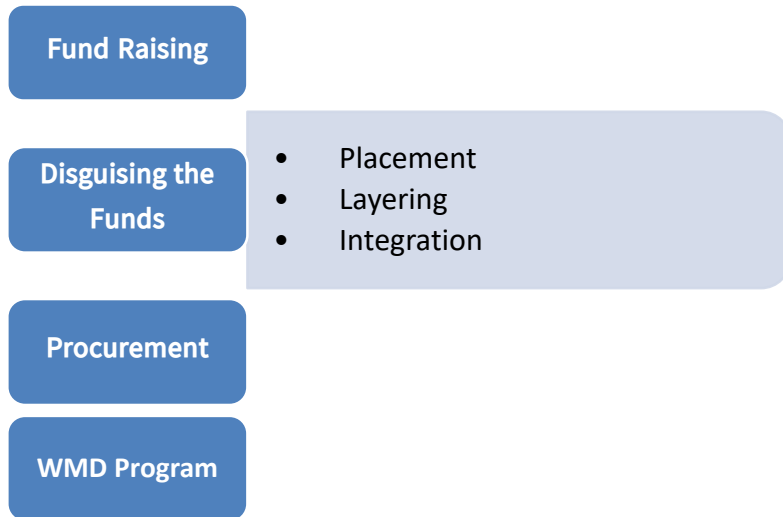 Fund Raising
Disguising the
Funds
• Placement
• Layering
• Integration
Procurement
WMD Program